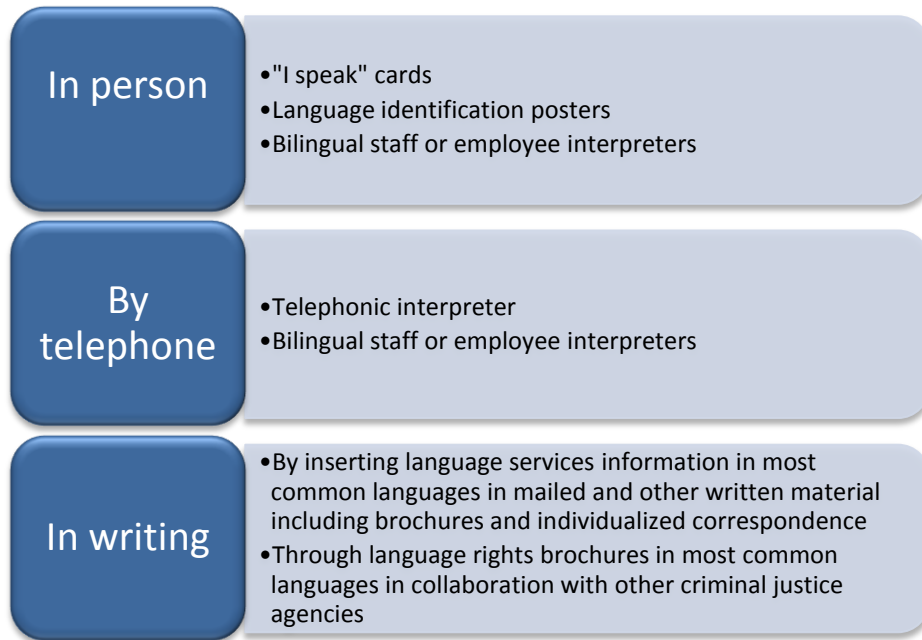 In person
•"I speak" cards
•Language identification posters
•Bilingual staff or employee interpreters
By
telephone
•Telephonic interpreter
•Bilingual staff or employee interpreters
In writing
•By inserting language services information in most
common languages in mailed and other written material
including brochures and individualized correspondence
•Through language rights brochures in most common
languages in collaboration with other criminal justice
agencies